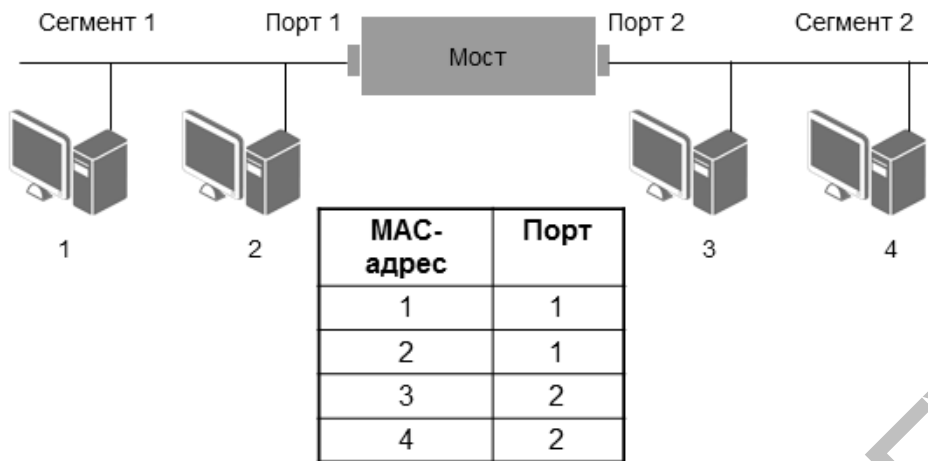 Сегмент 1 Порт 1 Порт 2 Сегмент 2
Мост
1 2 3 4
MAC-
адрес Порт
1 1
2 1
3 2
4 2